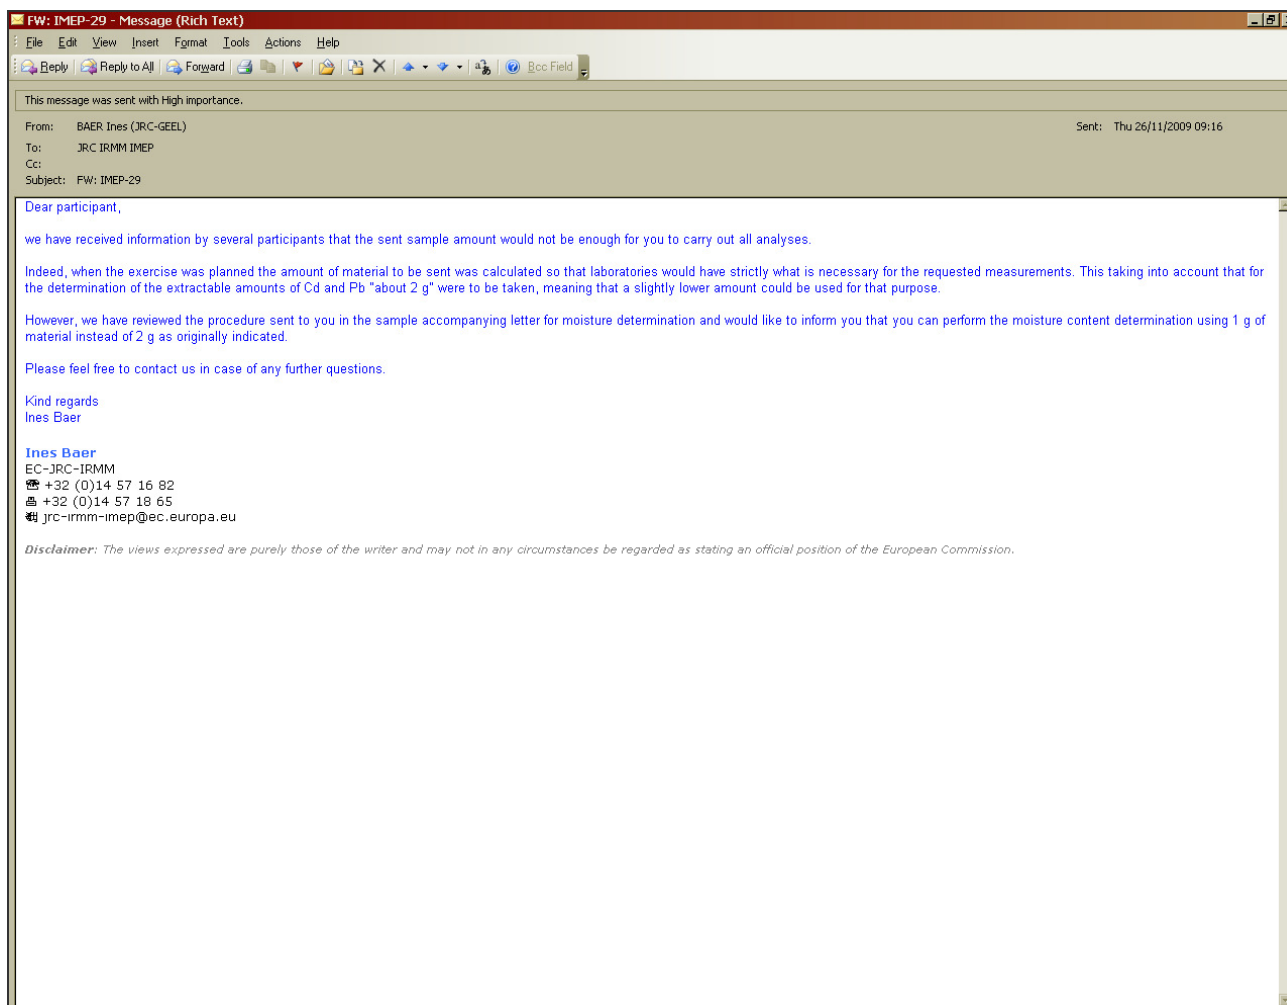 FW: IMEP-29 - Message (Rich Text)
File Edit View Insert Format Tools Actions Help
Reply Reply to All Forward Bcc Field
This message was sent with High importance.
From: BAER Ines (JRC-GEEL) Sent: Thu 26/11/2009 09:16
To: JRC IRMM IMEP
Cc:
Subject: FW: IMEP-29
Dear participant,
we have received information by several participants that the sent sample amount would not be enough for you to carry out all analyses.
Indeed, when the exercise was planned the amount of material to be sent was calculated so that laboratories would have strictly what is necessary for the requested measurements. This taking into account that for
the determination of the extractable amounts of Cd and Pb "about 2 g" were to be taken, meaning that a slightly lower amount could be used for that purpose.
However, we have reviewed the procedure sent to you in the sample accompanying letter for moisture determination and would like to inform you that you can perform the moisture content determination using 1 g of
material instead of 2 g as originally indicated.
Please feel free to contact us in case of any further questions.
Kind regards
Ines Baer
Ines Baer
EC-JRC-IRMM
+32 (0)14 57 16 82
+32 (0)14 57 18 65
jrc-irmm-imep@ec.europa.eu
Disclaimer: The views expressed are purely those of the writer and may not in any circumstances be regarded as stating an official position of the European Commission.